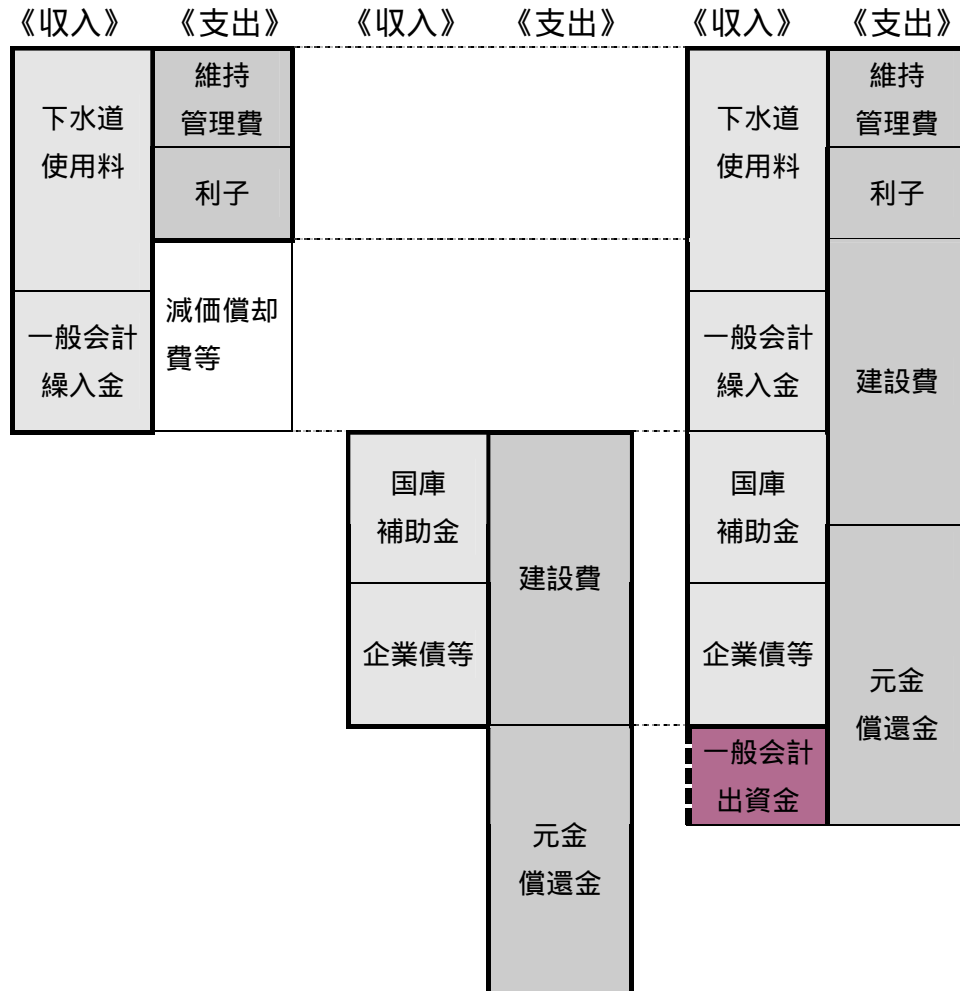 《収入》 《支出》 《収入》 《支出》 《収入》 《支出》
下水道
使用料
一般会計
繰入金
維持
管理費
利子
減価償却
費等
国庫
補助金
企業債等
建設費
元金
償還金
下水道
使用料
一般会計
繰入金
国庫
補助金
企業債等
一般会計
出資金
維持
管理費
利子
建設費
元金
償還金